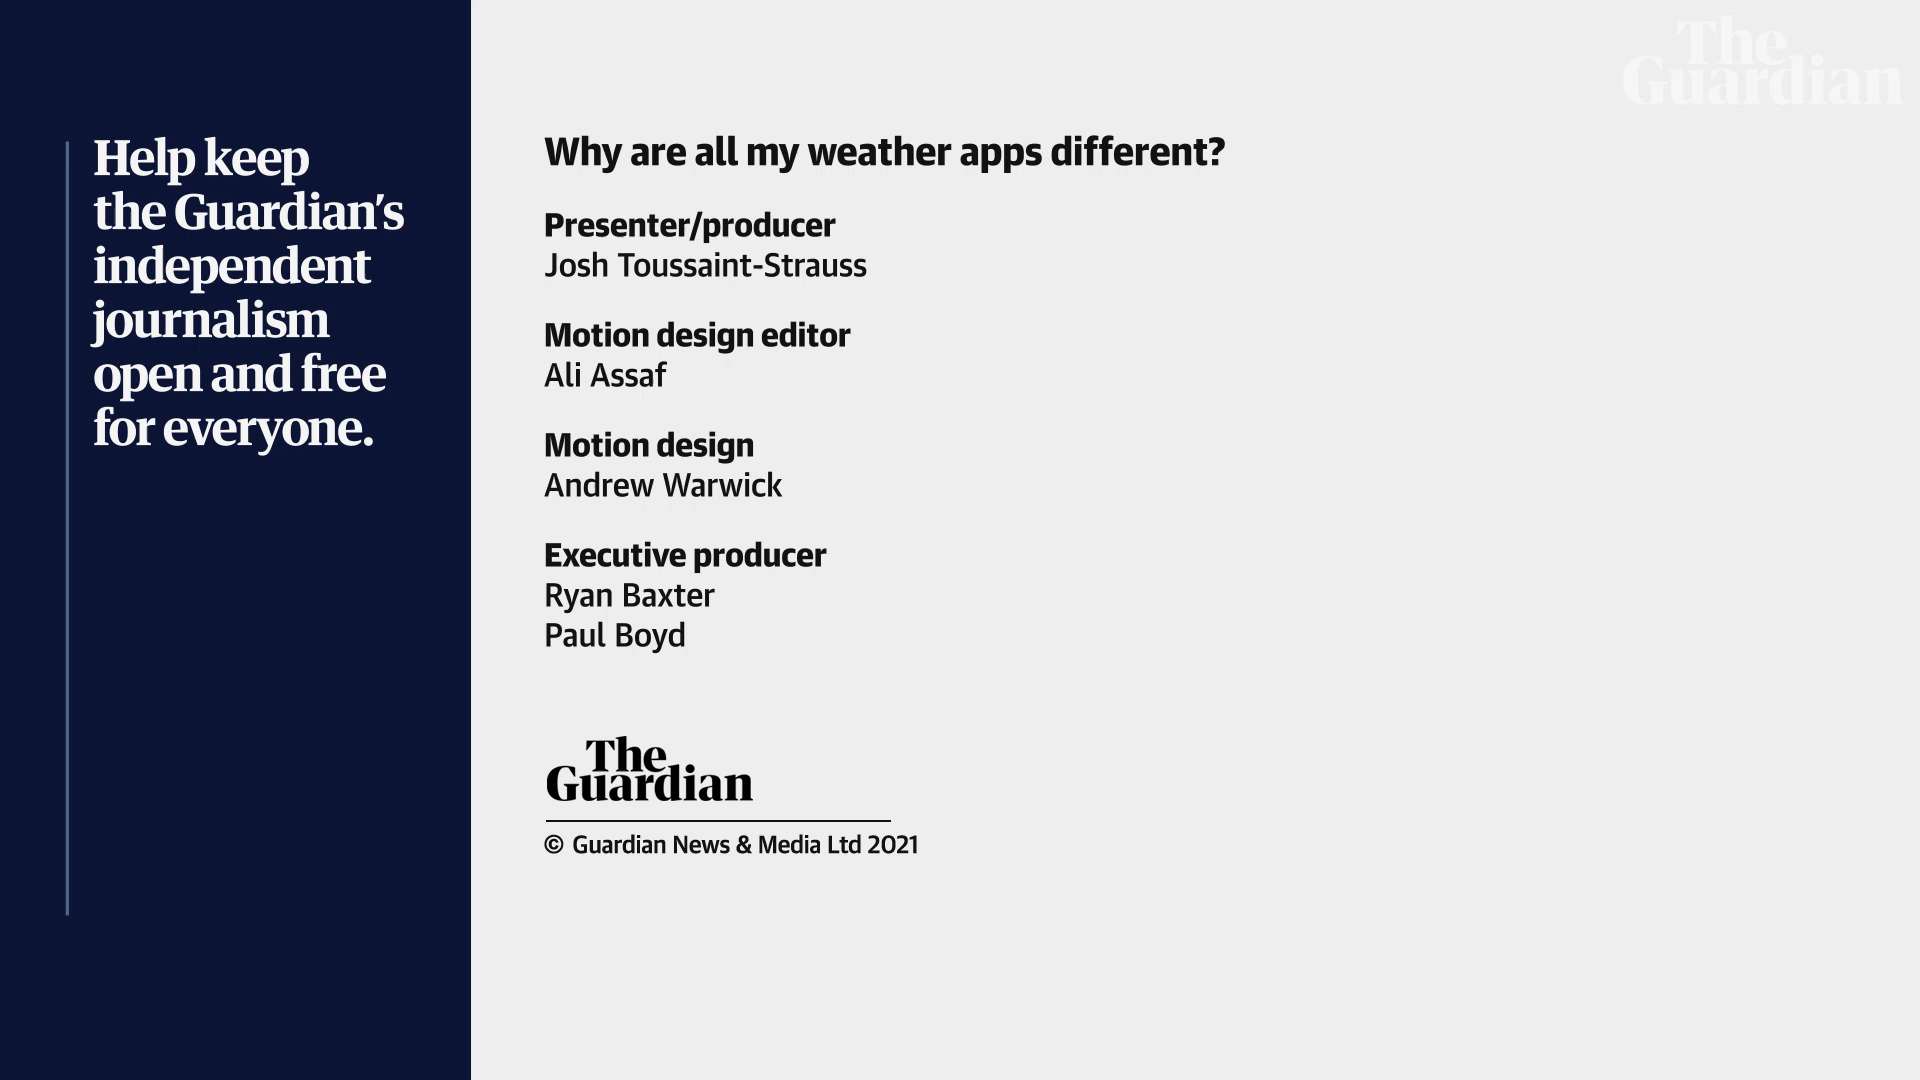 Help keep
the Guardian’s
independent
journalism
open and free
for everyone.
The
Guardian
Why are all my weather apps different?
Presenter/producer
Josh Toussaint-Strauss
Motion design editor
Ali Assaf
Motion design
Andrew Warwick
Executive producer
Ryan Baxter
Paul Boyd
The
Guardian
© Guardian News & Media Ltd 2021